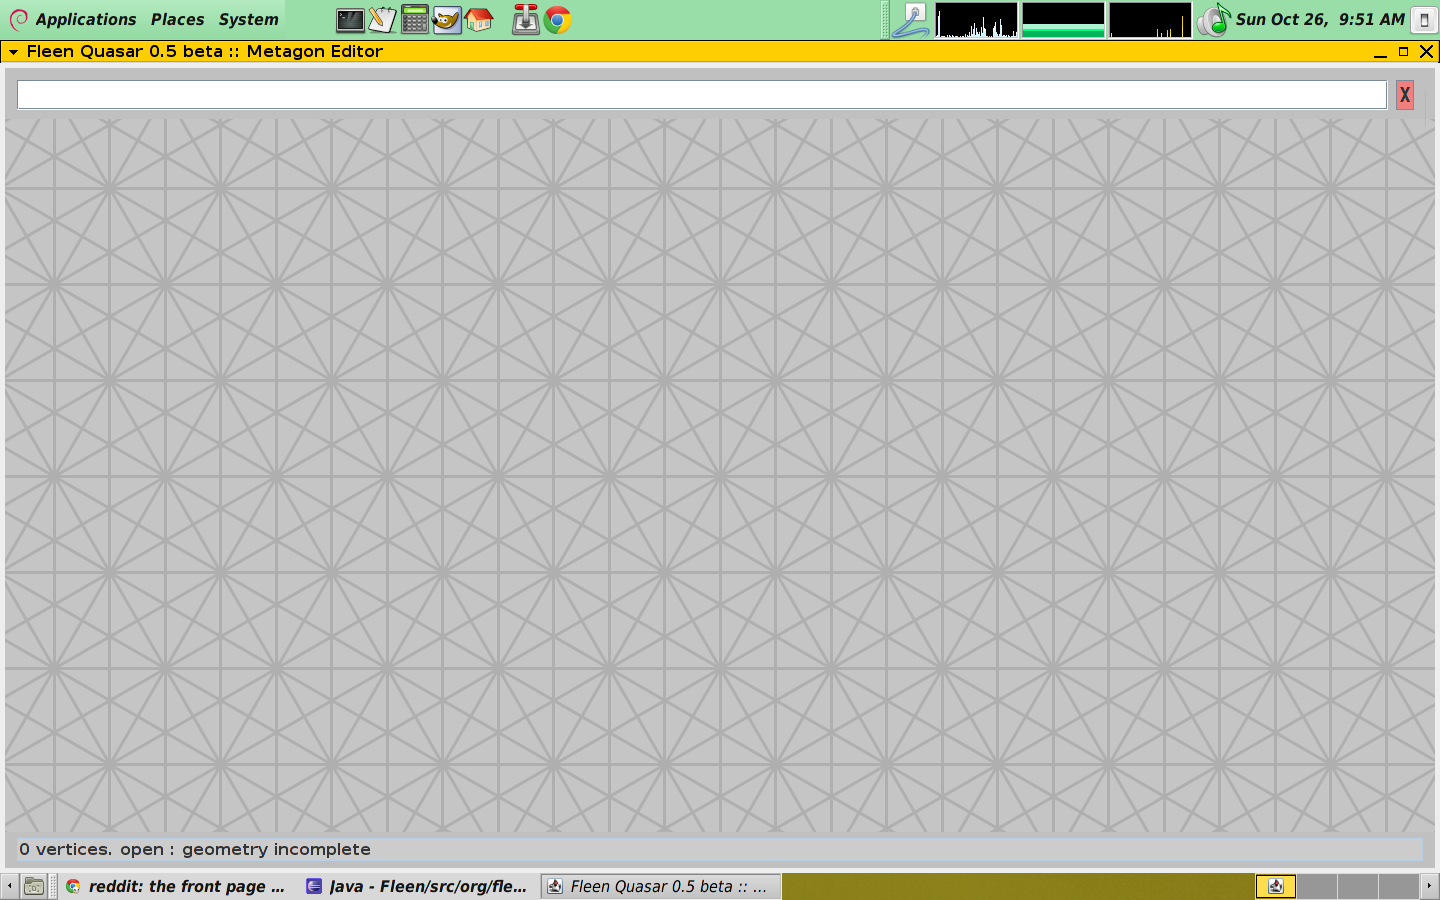 Applications Places System
Sun Oct 26, 9:51 AM
Fleen Quasar 0.5 beta :: Metagon Editor
X
0 vertices. open : geometry incomplete
reddit: the front page ... Java - Fleen/src/org/fle... Fleen Quasar 0.5 beta :: ...